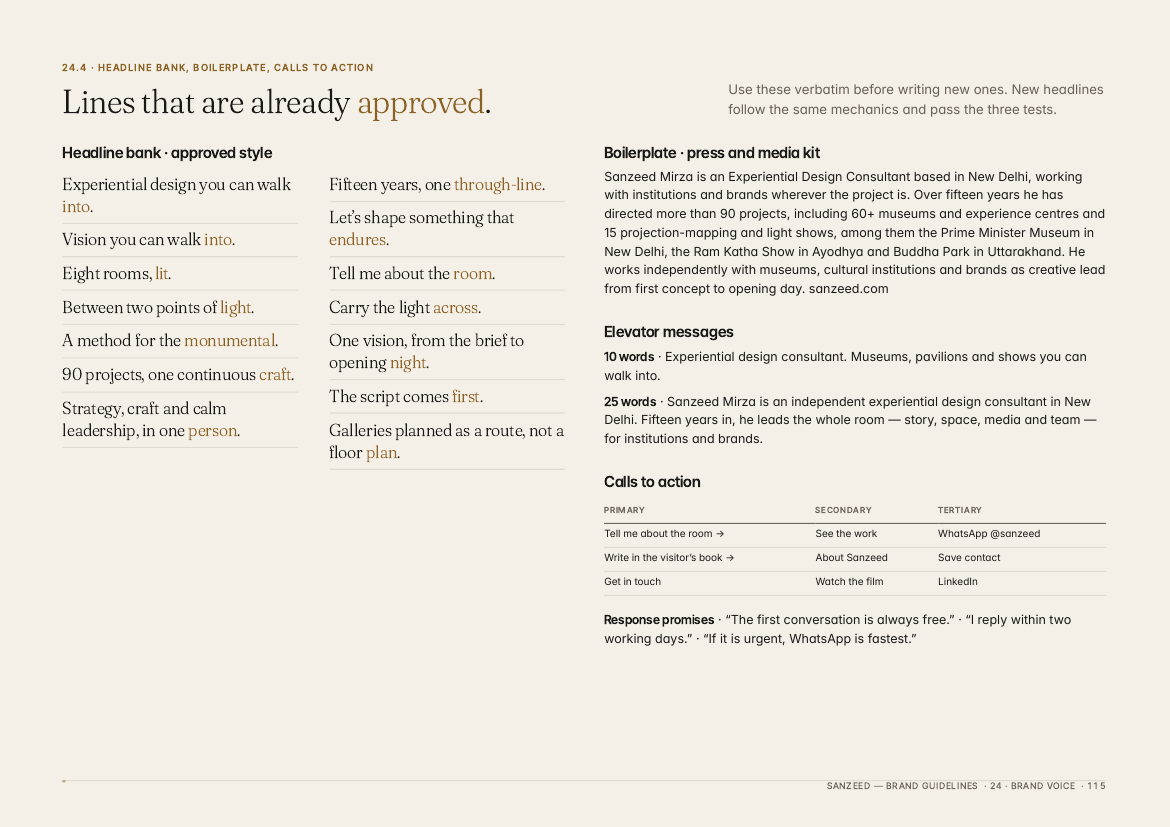 24.4 · HEADLINE BANK, BOILERPLATE, CALLS TO ACTION
Lines that are already approved.
Use these verbatim before writing new ones. New headlines
follow the same mechanics and pass the three tests.
Headline bank · approved style
Experiential design you can walk
into.
Vision you can walk into.
Eight rooms, lit.
Between two points of light.
A method for the monumental.
90 projects, one continuous craft.
Strategy, craft and calm
leadership, in one person.
Fifteen years, one through-line.
Let’s shape something that
endures.
Tell me about the room.
Carry the light across.
One vision, from the brief to
opening night.
The script comes first.
Galleries planned as a route, not a
floor plan.
Boilerplate · press and media kit
Sanzeed Mirza is an Experiential Design Consultant based in New Delhi, working
with institutions and brands wherever the project is. Over fifteen years he has
directed more than 90 projects, including 60+ museums and experience centres and
15 projection-mapping and light shows, among them the Prime Minister Museum in
New Delhi, the Ram Katha Show in Ayodhya and Buddha Park in Uttarakhand. He
works independently with museums, cultural institutions and brands as creative lead
from first concept to opening day. sanzeed.com
Elevator messages
10 words · Experiential design consultant. Museums, pavilions and shows you can
walk into.
25 words · Sanzeed Mirza is an independent experiential design consultant in New
Delhi. Fifteen years in, he leads the whole room — story, space, media and team —
for institutions and brands.
Calls to action
PRIMARY SECONDARY TERTIARY
Tell me about the room → See the work WhatsApp @sanzeed
Write in the visitor’s book → About Sanzeed Save contact
Get in touch Watch the film LinkedIn
Response promises · “The first conversation is always free.” · “I reply within two
working days.” · “If it is urgent, WhatsApp is fastest.”
SANZEED — BRAND GUIDELINES · 24 · BRAND VOICE · 115